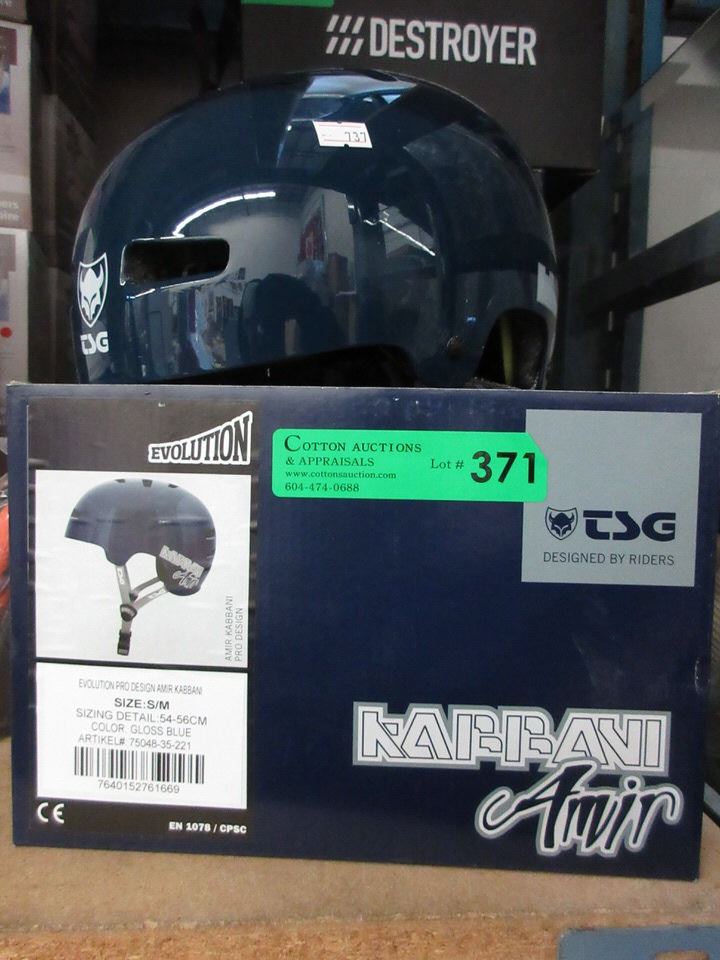 ///DESTROYER
737
TSG
EVOLUTION
COTTON AUCTIONS
& APPRAISALS
www.cottonsauction.com
604-474-0688
Lot # 371
TSG
DESIGNED BY RIDERS
KABBANI
Amir
AMIR KABBANI
PRO DESIGN
EVOLUTION PRO DESIGN AMIR KABBANI
SIZE:S/M
SIZING DETAIL:54-56CM
COLOR: GLOSS BLUE
ARTIKEL# 75048-35-221
7640152761669
CE
EN 1078 / CPSC
KABBANI
Amir